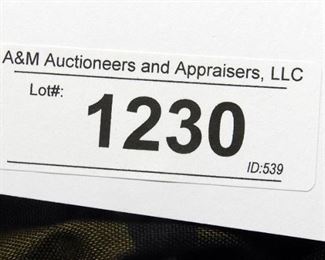 A&M Auctioneers and Appraisers, LLC
Lot#:
1230
ID:539